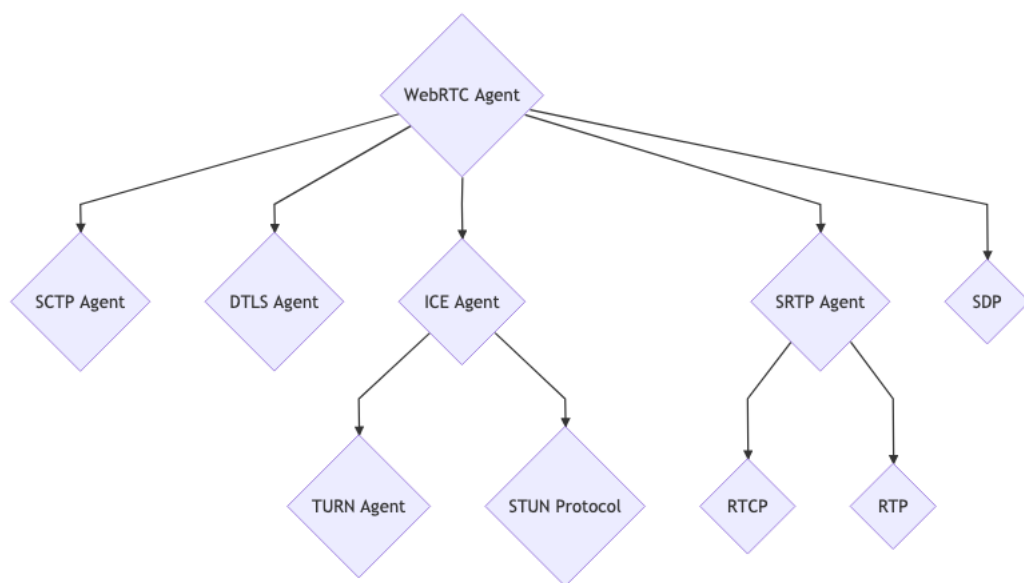 WebRTC Agent
SCTP Agent
DTLS Agent
ICE Agent
SRTP Agent
SDP
TURN Agent
STUN Protocol
RTCP
RTP